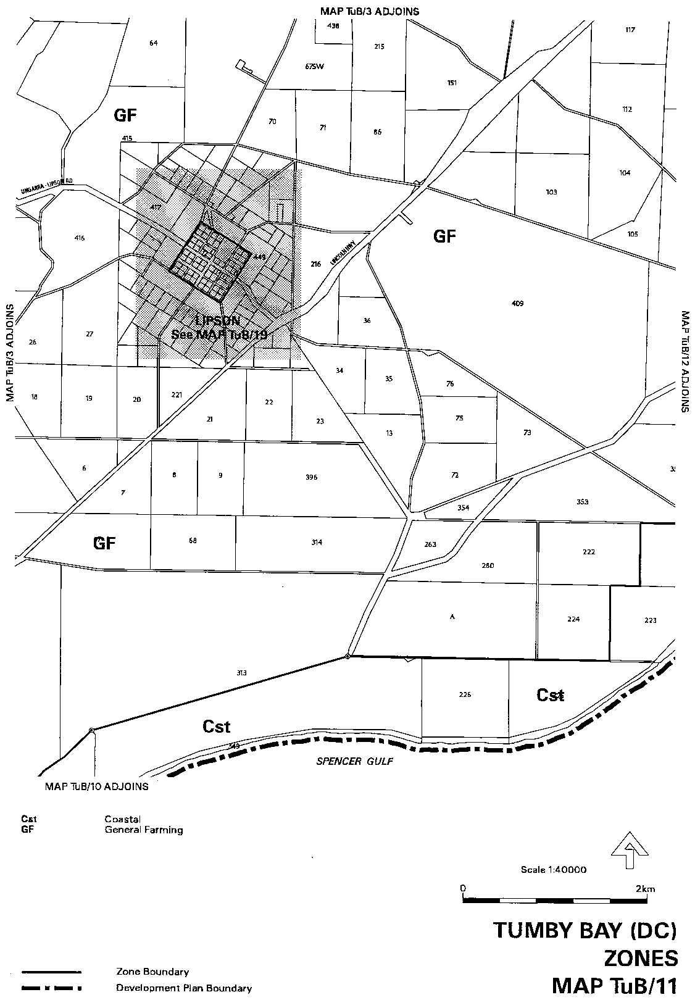 MAP TuB/3 ADJOINS
438
117
64
215
67SW
151
112
GF
70
71
86
415
104
UNGARRA - LIPSON RD
103
417
105
416
GF
LINCOLN HWY
449
216
409
MAP TuB/3 ADJOINS
MAP TuB/12 ADJOINS
LIPSON
36
See MAP TuB/19
27
26
34
35
76
18
19
20
221
22
75
21
23
13
73
6
8
9
396
72
7
353
354
GF
68
314
263
222
280
A
224
223
313
226
Cst
Cst
349
SPENCER GULF
MAP TuB/10 ADJOINS
Cst Coastal
GF General Farming
Scale 1:40000
0 2km
TUMBY BAY (DC)
ZONES
MAP TuB/11
Zone Boundary
Development Plan Boundary